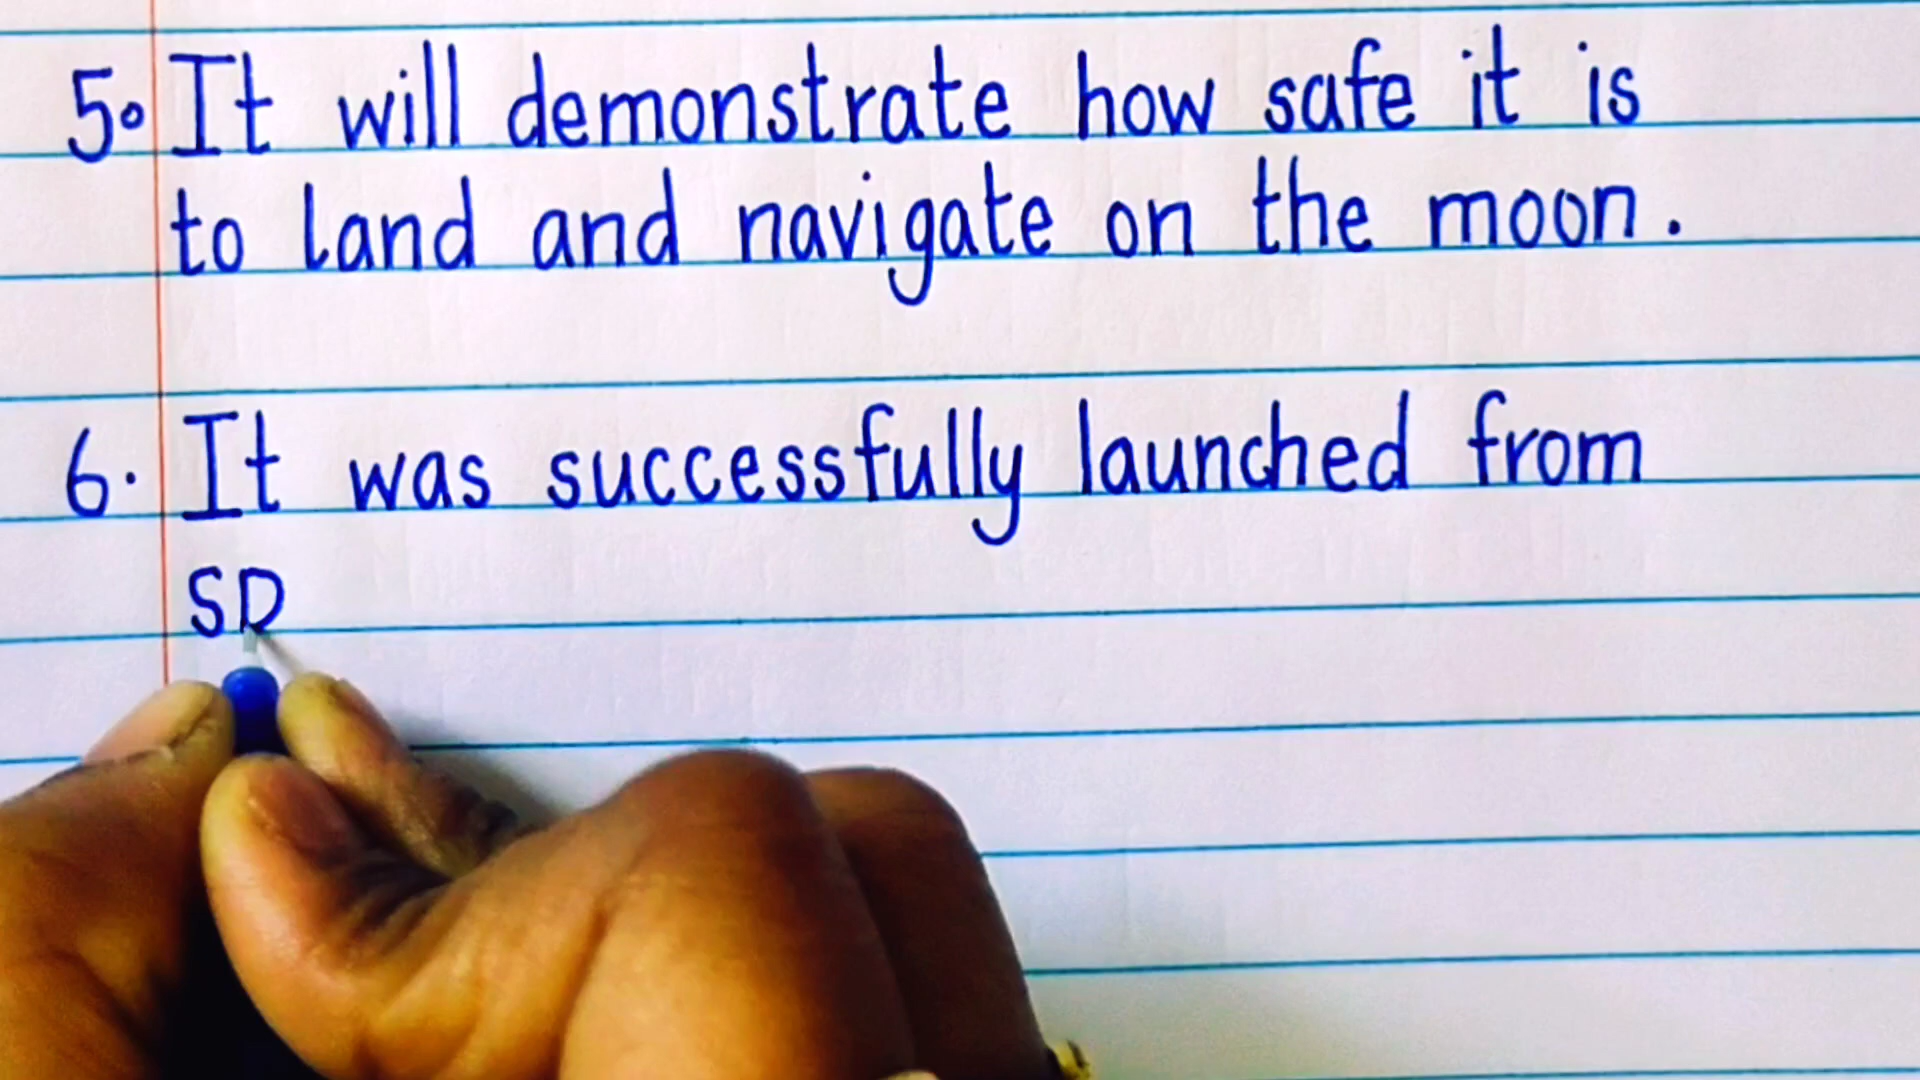 5. It will demonstrate how safe it is
to land and navigate on the moon.
6. It was successfully launched from
SD